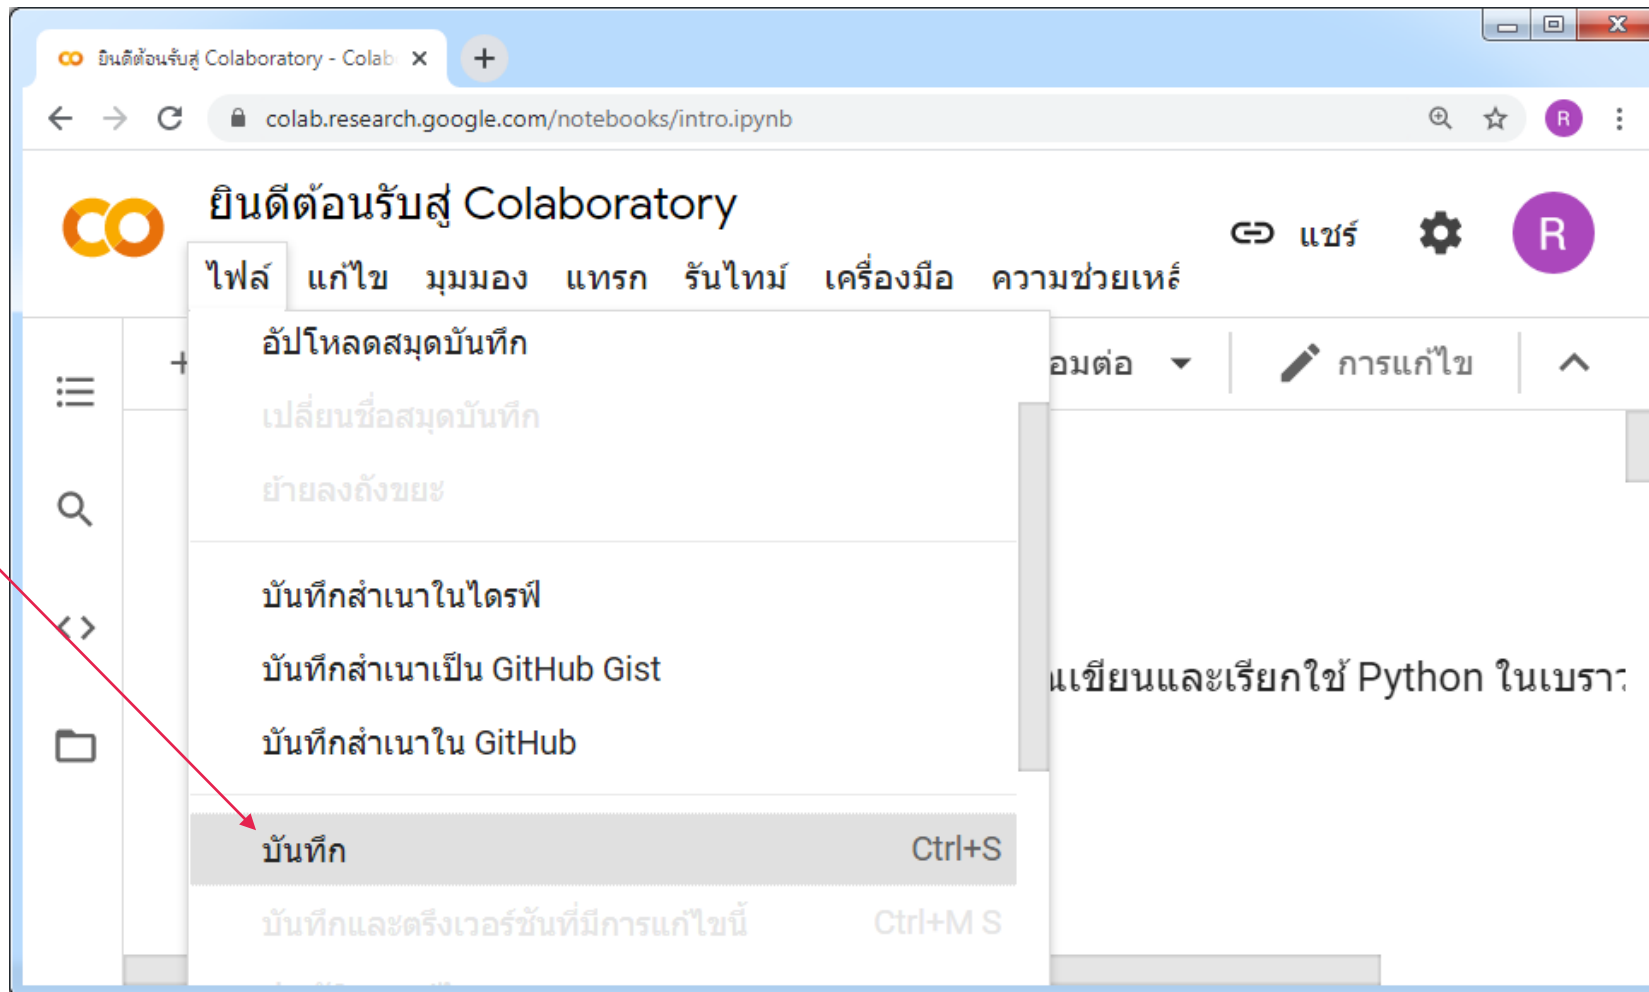 ยินดีต้อนรับสู่ Colaboratory - Colab
colab.research.google.com/notebooks/intro.ipynb
R
ยินดีต้อนรับสู่ Colaboratory
แชร์
R
ไฟล์ แก้ไข มุมมอง แทรก รันไทม์ เครื่องมือ
อัปโหลดสมุดบันทึก
การแก้ไข
เปลี่ยนชื่อสมุดบันทึก
ย้ายลงถังขยะ
บันทึกสำเนาในไดรฟ์
บันทึกสำเนาเป็น GitHub Gist
นเขียนและเรียกใช้ Python ในเบรา
บันทึกสำเนาใน GitHub
บันทึก Ctrl+S
บันทึกและตรึงเวอร์ชันที่มีการแก้ไขนี้ Ctrl+M S